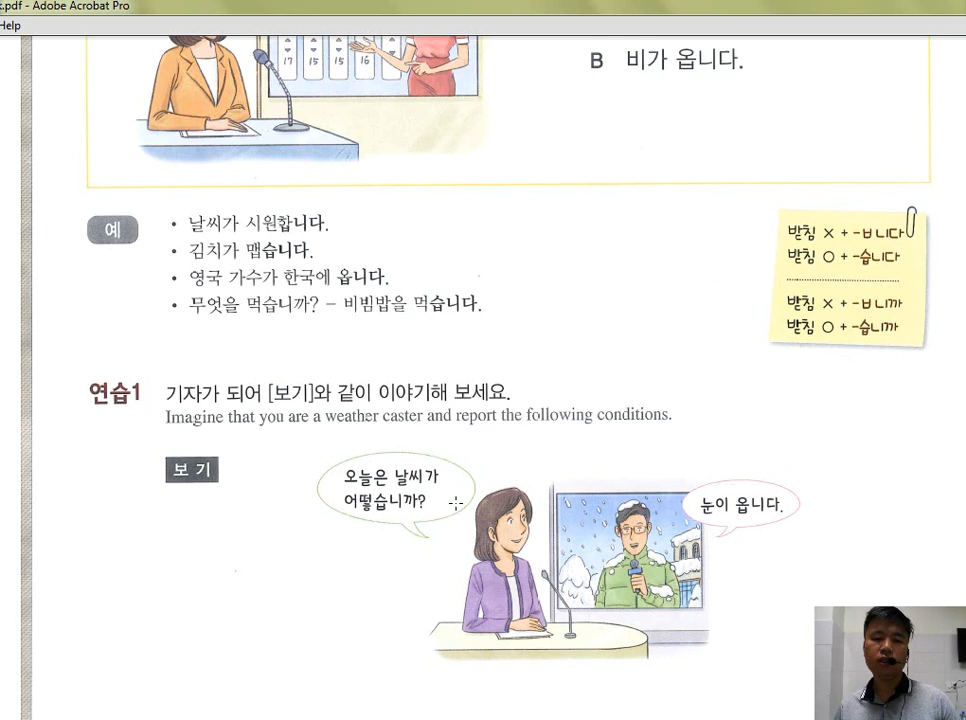 .pdf - Adobe Acrobat Pro
Help
17 15 15 16
B 비가 옵니다.
예
• 날씨가 시원합니다.
• 김치가 맵습니다.
• 영국 가수가 한국에 옵니다.
• 무엇을 먹습니까? – 비빔밥을 먹습니다.
받침 × + -ㅂ니다
받침 ○ + -습니다
받침 × + -ㅂ니까
받침 ○ + -습니까
연습1 기자가 되어 [보기]와 같이 이야기해 보세요.
Imagine that you are a weather caster and report the following conditions.
보 기
오늘은 날씨가
어떻습니까?
눈이 옵니다.